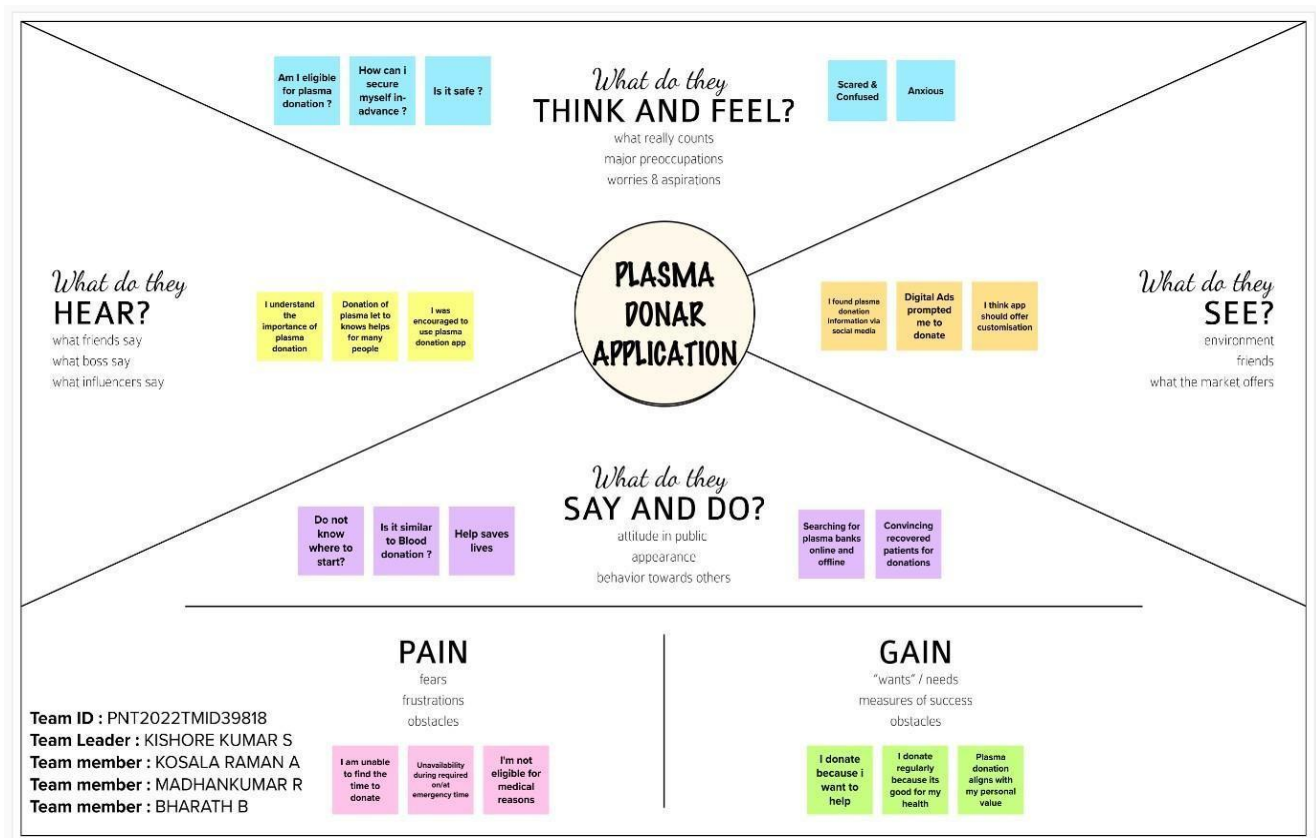 Am I eligible
for plasma
donation ?
How can i
secure
myself in-
advance ?
Is it safe ?
What do they
THINK AND FEEL?
what really counts
major preoccupations
worries & aspirations
Scared &
Confused
Anxious
What do they
HEAR?
what friends say
what boss say
what influencers say
I understand
the
importance of
plasma
donation
Donation of
plasma let to
knows helps
for many
people
I was
encouraged to
use plasma
donation app
PLASMA
DONAR
APPLICATION
I found plasma
donation
information via
social media
Digital Ads
prompted
me to
donate
I think app
should offer
customisation
What do they
SEE?
environment
friends
what the market offers
What do they
SAY AND DO?
attitude in public
appearance
behavior towards others
Do not
know
where to
start?
Is it similar
to Blood
donation ?
Help saves
lives
Searching for
plasma banks
online and
offline
Convincing
recovered
patients for
donations
PAIN
fears
frustrations
obstacles
I am unable
to find the
time to
donate
Unavailability
during required
on/at
emergency time
I'm not
eligible for
medical
reasons
GAIN
"wants" / needs
measures of success
obstacles
I donate
because i
want to
help
I donate
regularly
because its
good for my
health
Plasma
donation
aligns with
my personal
value
Team ID : PNT2022TMID39818
Team Leader : KISHORE KUMAR S
Team member : KOSALA RAMAN A
Team member : MADHANKUMAR R
Team member : BHARATH B